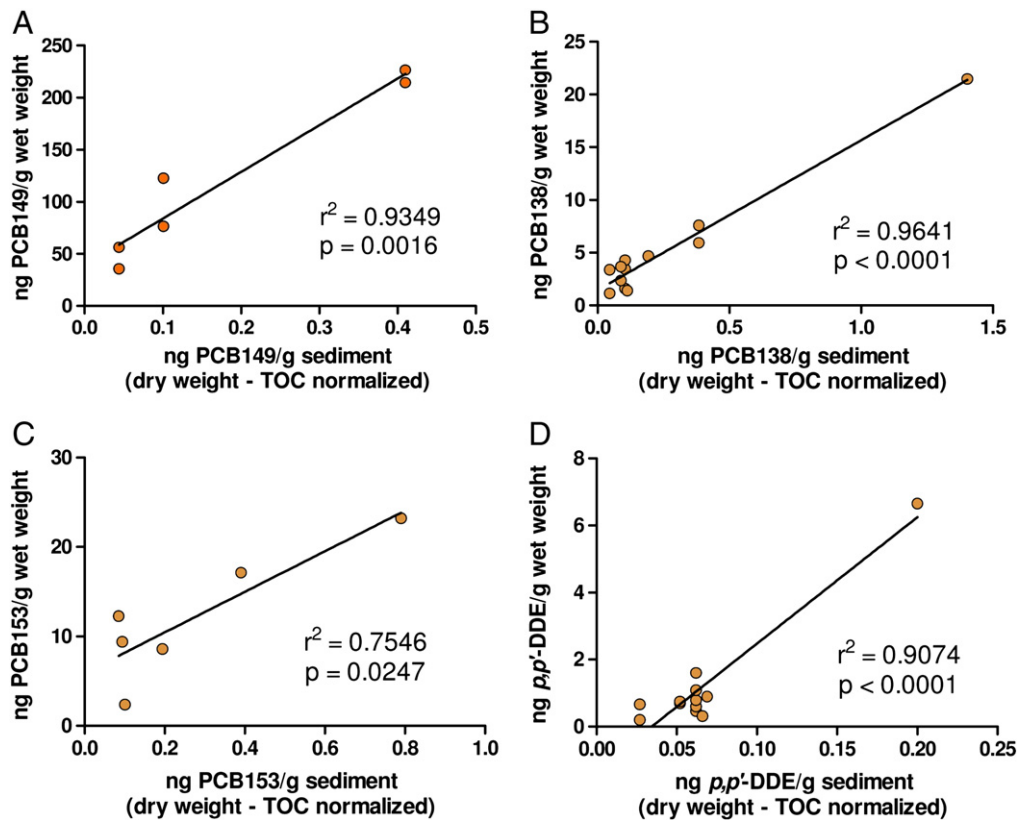 A
ng PCB149/g wet weight
250
200
150
100
50
0
r² = 0.9349
p = 0.0016
0.0 0.1 0.2 0.3 0.4 0.5
ng PCB149/g sediment
(dry weight - TOC normalized)
B
ng PCB138/g wet weight
25
20
15
10
5
0
r² = 0.9641
p < 0.0001
0.0 0.5 1.0 1.5
ng PCB138/g sediment
(dry weight - TOC normalized)
C
ng PCB153/g wet weight
30
20
10
0
r² = 0.7546
p = 0.0247
0.0 0.2 0.4 0.6 0.8 1.0
ng PCB153/g sediment
(dry weight - TOC normalized)
D
ng p,p′-DDE/g wet weight
8
6
4
2
0
r² = 0.9074
p < 0.0001
0.00 0.05 0.10 0.15 0.20 0.25
ng p,p′-DDE/g sediment
(dry weight - TOC normalized)